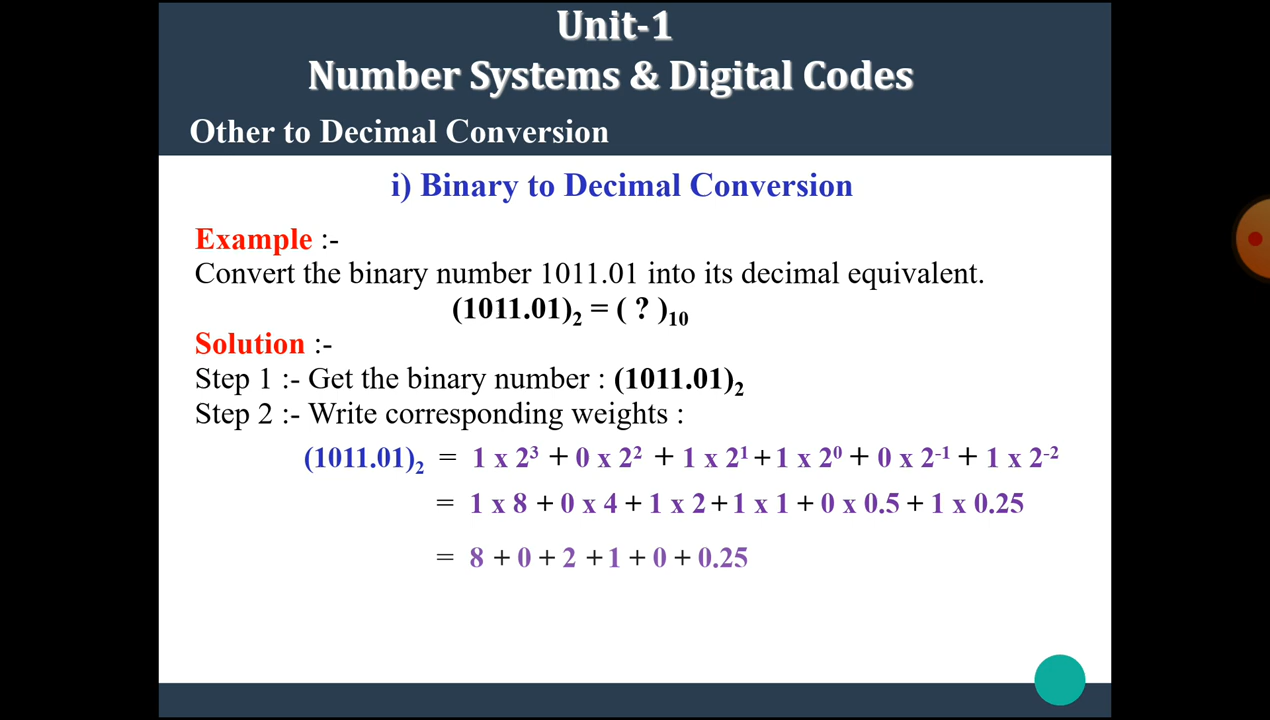 Unit-1
Number Systems & Digital Codes
Other to Decimal Conversion
i) Binary to Decimal Conversion
Example :-
Convert the binary number 1011.01 into its decimal equivalent.
(1011.01)₂ = ( ? )₁₀
Solution :-
Step 1 :- Get the binary number : (1011.01)₂
Step 2 :- Write corresponding weights :
(1011.01)₂ = 1 x 2³ + 0 x 2² + 1 x 2¹ + 1 x 2⁰ + 0 x 2⁻¹ + 1 x 2⁻²
= 1 x 8 + 0 x 4 + 1 x 2 + 1 x 1 + 0 x 0.5 + 1 x 0.25
= 8 + 0 + 2 + 1 + 0 + 0.25